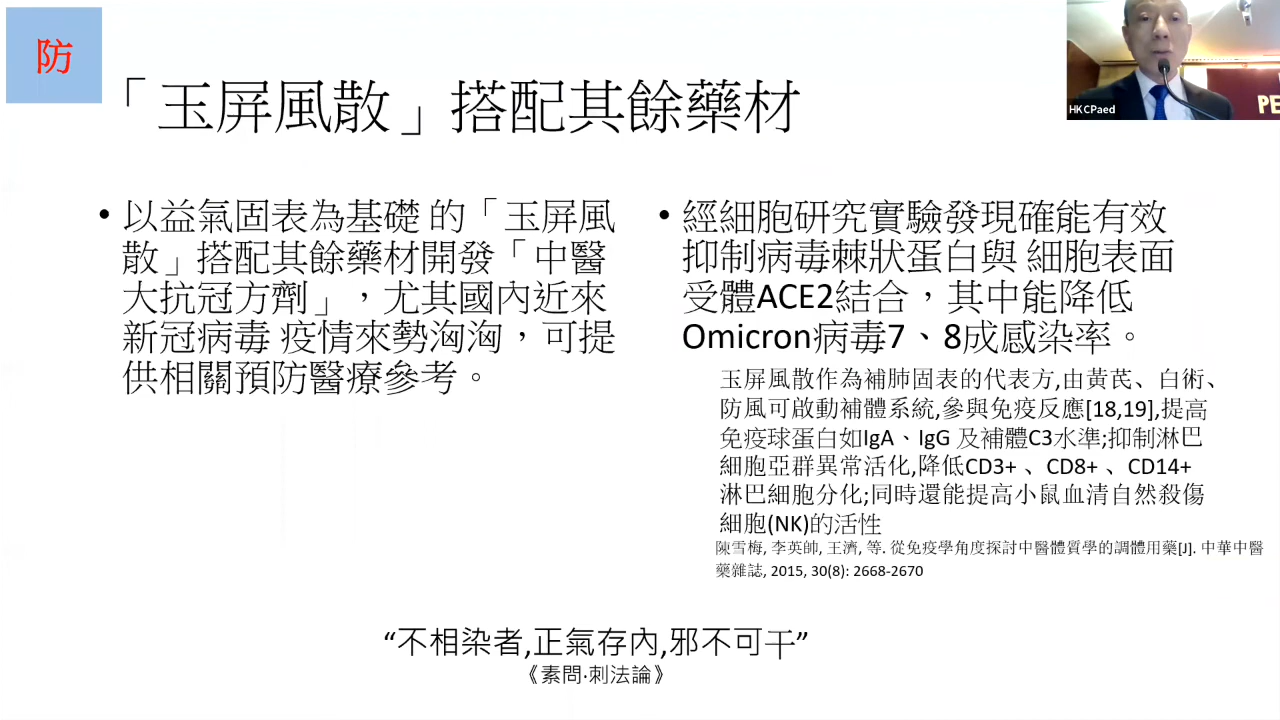 防
「玉屏風散」搭配其餘藥材
HKCPaed
PE
• 以益氣固表為基礎 的「玉屏風
散」搭配其餘藥材開發「中醫
大抗冠方劑」，尤其國內近來
新冠病毒 疫情來勢洶洶，可提
供相關預防醫療參考。
• 經細胞研究實驗發現確能有效
抑制病毒棘狀蛋白與 細胞表面
受體ACE2結合，其中能降低
Omicron病毒7、8成感染率。
玉屏風散作為補肺固表的代表方,由黃芪、白術、
防風可啟動補體系統,參與免疫反應[18,19],提高
免疫球蛋白如IgA、IgG 及補體C3水準;抑制淋巴
細胞亞群異常活化,降低CD3+ 、CD8+ 、CD14+
淋巴細胞分化;同時還能提高小鼠血清自然殺傷
細胞(NK)的活性
陳雪梅, 李英帥, 王濟, 等. 從免疫學角度探討中醫體質學的調體用藥[J]. 中華中醫
藥雜誌, 2015, 30(8): 2668-2670
“不相染者,正氣存內,邪不可干”
《素問·刺法論》